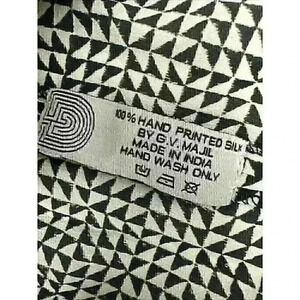 100% HAND PRINTED SILK
BY G.V. MAJIL
MADE IN INDIA
HAND WASH ONLY